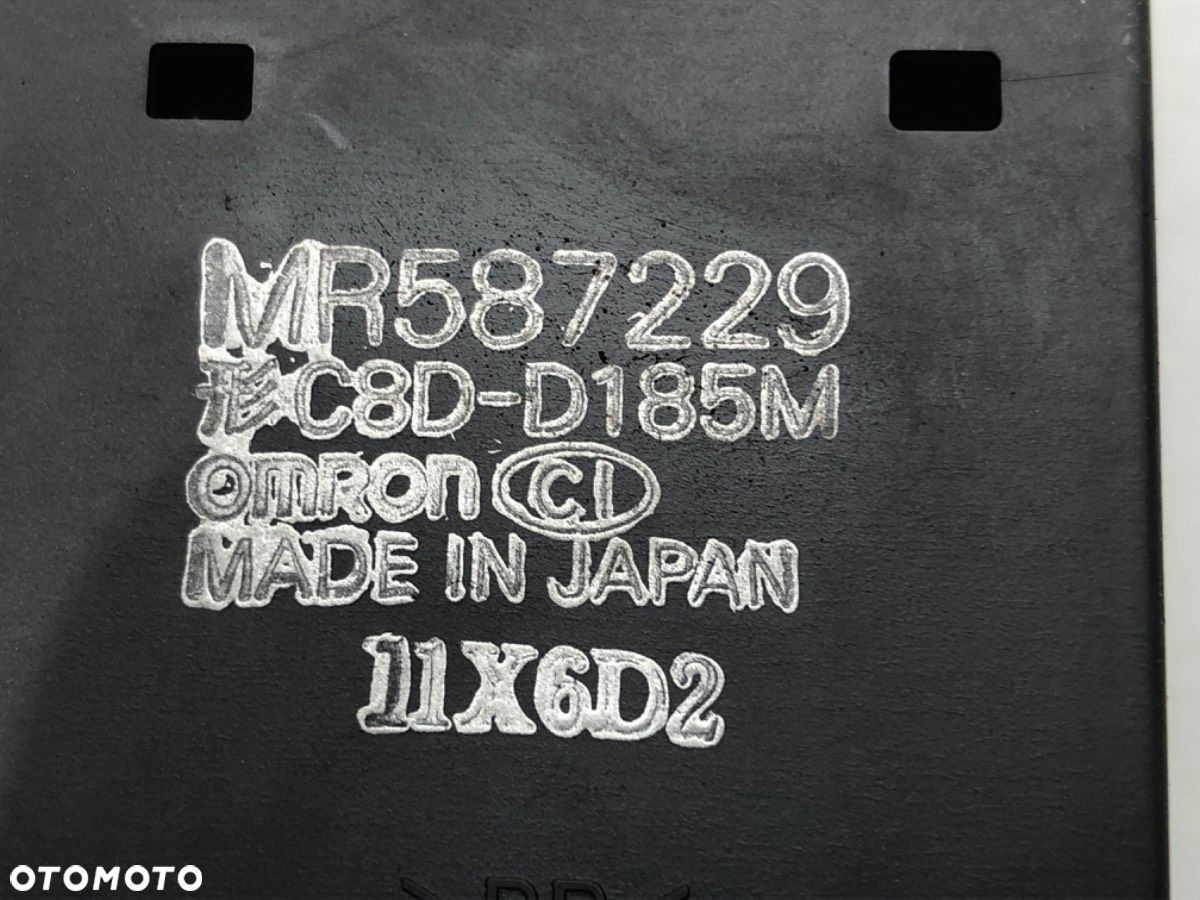 MR587229
形C8D-D185M
omron CI
MADE IN JAPAN
11X6D2
OTOMOTO